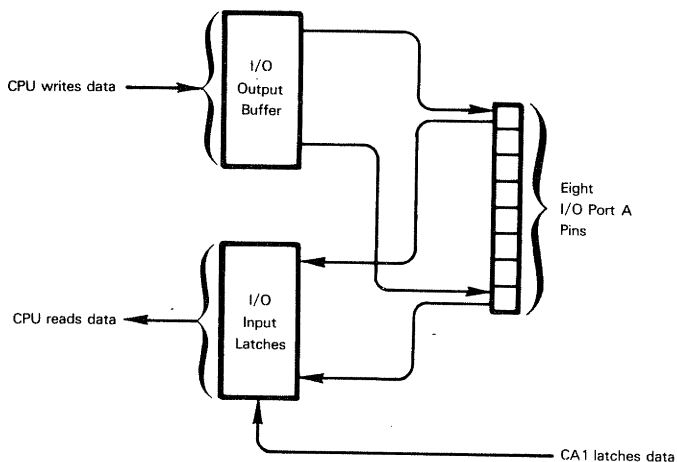 I/O
Output
Buffer
CPU writes data
Eight
I/O Port A
Pins
I/O
Input
Latches
CPU reads data
CA1 latches data